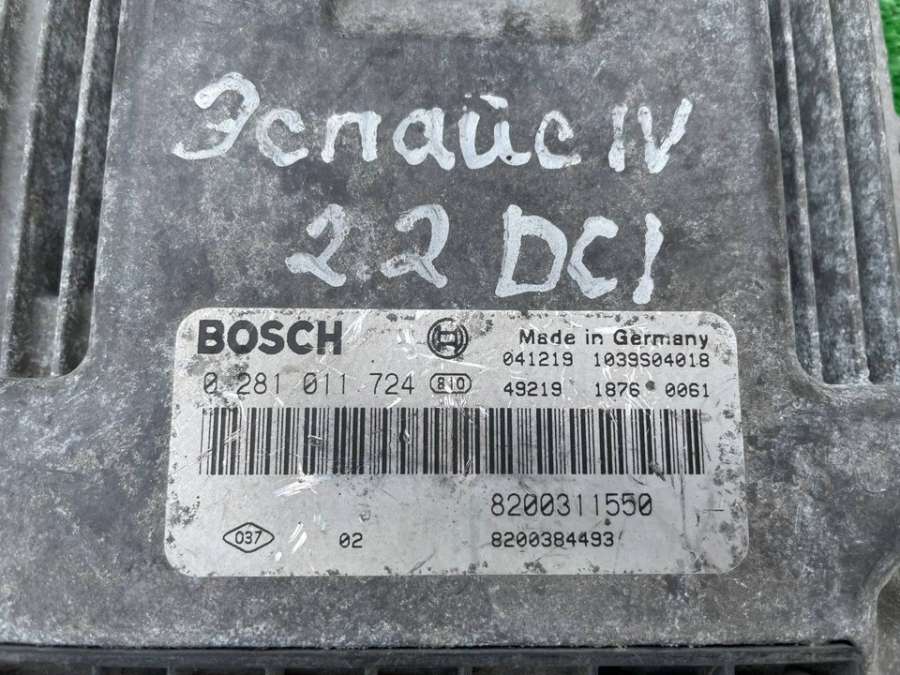 Эспайс IV
2 2 DCI
BOSCH Made in Germany
041219 1039S04018
0 281 011 724 810 49219 1876 0061
8200311550
037 02 8200384493